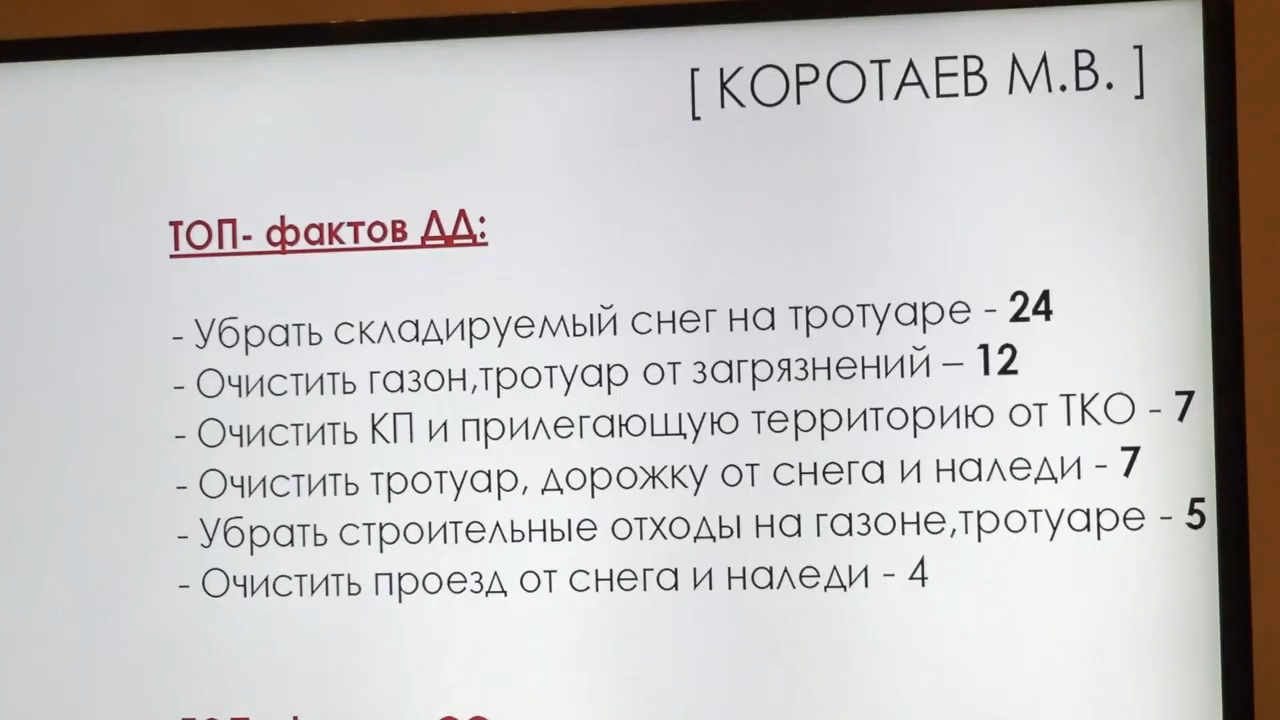 [ КОРОТАЕВ М.В. ]
ТОП- фактов ДД:
- Убрать складируемый снег на тротуаре - 24
- Очистить газон,тротуар от загрязнений – 12
- Очистить КП и прилегающую территорию от ТКО - 7
- Очистить тротуар, дорожку от снега и наледи - 7
- Убрать строительные отходы на газоне,тротуаре - 5
- Очистить проезд от снега и наледи - 4